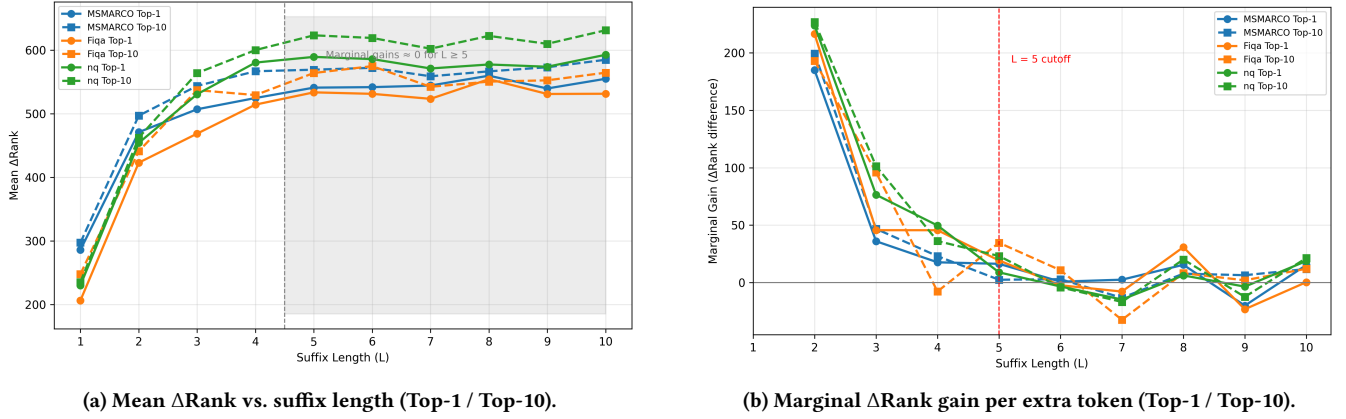 MSMARCO Top-1
MSMARCO Top-10
Fiqa Top-1
Fiqa Top-10
nq Top-1
nq Top-10
Marginal gains ≈ 0 for L ≥ 5
600
500
400
300
200
Mean ΔRank
1 2 3 4 5 6 7 8 9 10
Suffix Length (L)
(a) Mean ΔRank vs. suffix length (Top-1 / Top-10).
MSMARCO Top-1
MSMARCO Top-10
Fiqa Top-1
Fiqa Top-10
nq Top-1
nq Top-10
L = 5 cutoff
200
150
100
50
0
Marginal Gain (ΔRank difference)
1 2 3 4 5 6 7 8 9 10
Suffix Length (L)
(b) Marginal ΔRank gain per extra token (Top-1 / Top-10).